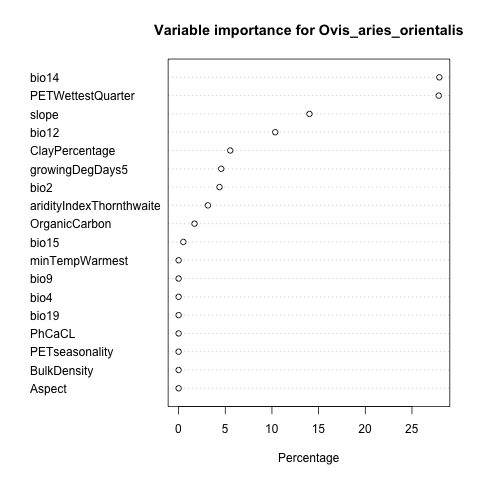 Variable importance for Ovis_aries_orientalis
bio14
PETWettestQuarter
slope
bio12
ClayPercentage
growingDegDays5
bio2
aridityIndexThornthwaite
OrganicCarbon
bio15
minTempWarmest
bio9
bio4
bio19
PhCaCL
PETseasonality
BulkDensity
Aspect
0 5 10 15 20 25
Percentage